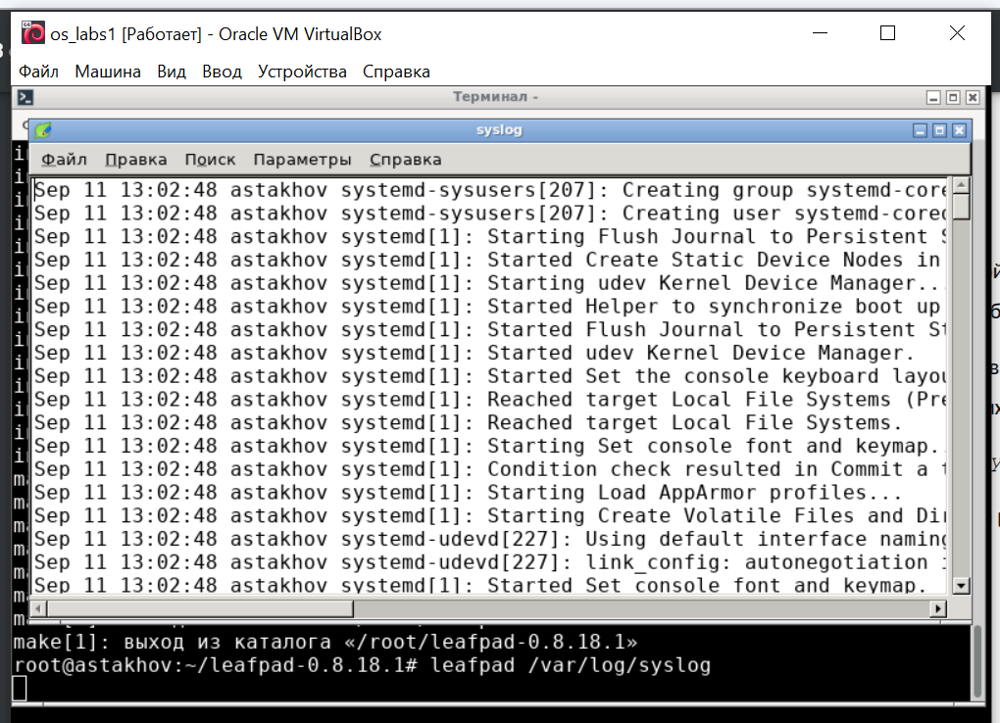 os_labs1 [Работает] - Oracle VM VirtualBox
Файл Машина Вид Ввод Устройства Справка
Терминал -
syslog
Файл Правка Поиск Параметры Справка
Sep 11 13:02:48 astakhov systemd-sysusers[207]: Creating group systemd-core
Sep 11 13:02:48 astakhov systemd-sysusers[207]: Creating user systemd-cored
Sep 11 13:02:48 astakhov systemd[1]: Starting Flush Journal to Persistent S
Sep 11 13:02:48 astakhov systemd[1]: Started Create Static Device Nodes in
Sep 11 13:02:48 astakhov systemd[1]: Starting udev Kernel Device Manager...
Sep 11 13:02:48 astakhov systemd[1]: Started Helper to synchronize boot up
Sep 11 13:02:48 astakhov systemd[1]: Started Flush Journal to Persistent St
Sep 11 13:02:48 astakhov systemd[1]: Started udev Kernel Device Manager.
Sep 11 13:02:48 astakhov systemd[1]: Started Set the console keyboard layou
Sep 11 13:02:48 astakhov systemd[1]: Reached target Local File Systems (Pre
Sep 11 13:02:48 astakhov systemd[1]: Reached target Local File Systems.
Sep 11 13:02:48 astakhov systemd[1]: Starting Set console font and keymap..
Sep 11 13:02:48 astakhov systemd[1]: Condition check resulted in Commit a t
Sep 11 13:02:48 astakhov systemd[1]: Starting Load AppArmor profiles...
Sep 11 13:02:48 astakhov systemd[1]: Starting Create Volatile Files and Dir
Sep 11 13:02:48 astakhov systemd-udevd[227]: Using default interface naming
Sep 11 13:02:48 astakhov systemd-udevd[227]: link_config: autonegotiation i
Sep 11 13:02:48 astakhov systemd[1]: Started Set console font and keymap.
make[1]: выход из каталога «/root/leafpad-0.8.18.1»
root@astakhov:~/leafpad-0.8.18.1# leafpad /var/log/syslog